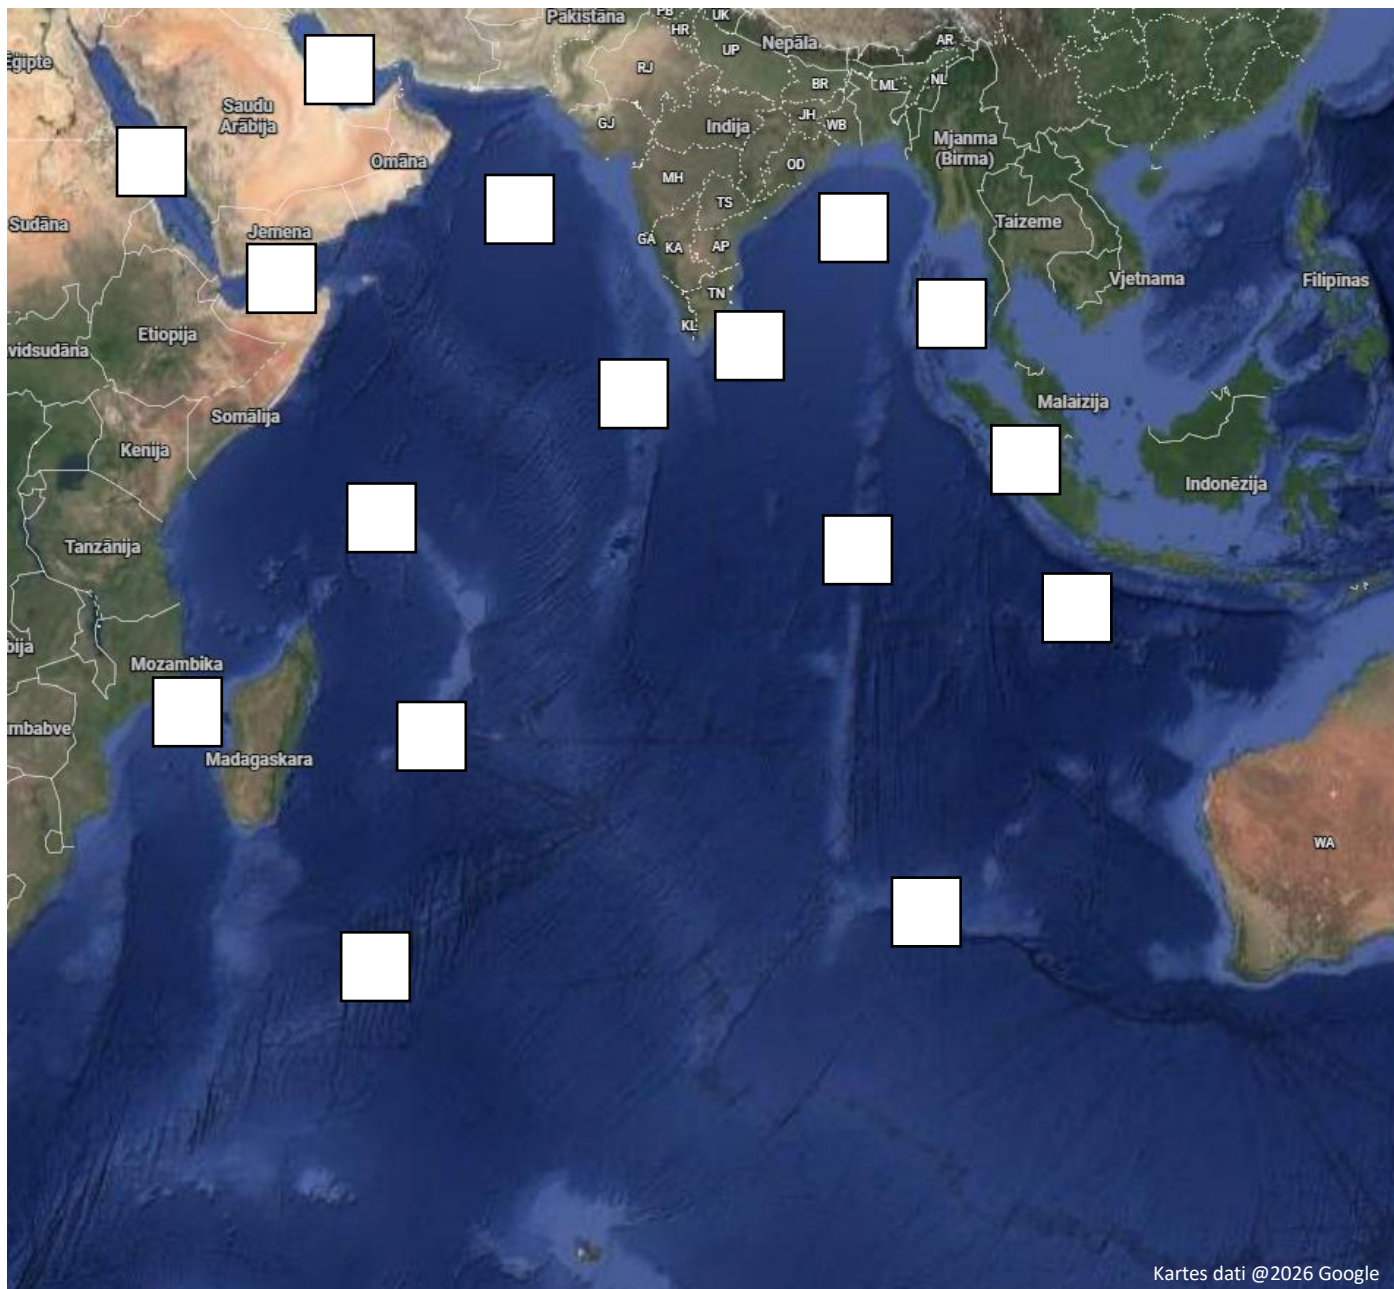 Pakistāna
PB
UK
HR
UP
Nepāla
AR
Ēģipte
RJ
BR
ML
NL
Saudu
Arābija
GJ
Indija
JH
WB
Mjanma
(Birma)
Omāna
OD
MH
TS
Sudāna
Jemena
GA
KA
AP
Taizeme
Vjetnama
Filipīnas
TN
KL
Etiopija
vidsudāna
Malaizija
Somālija
Kenija
Indonēzija
Tanzānija
bija
Mozambika
mbabve
Madagaskara
WA
Kartes dati @2026 Google